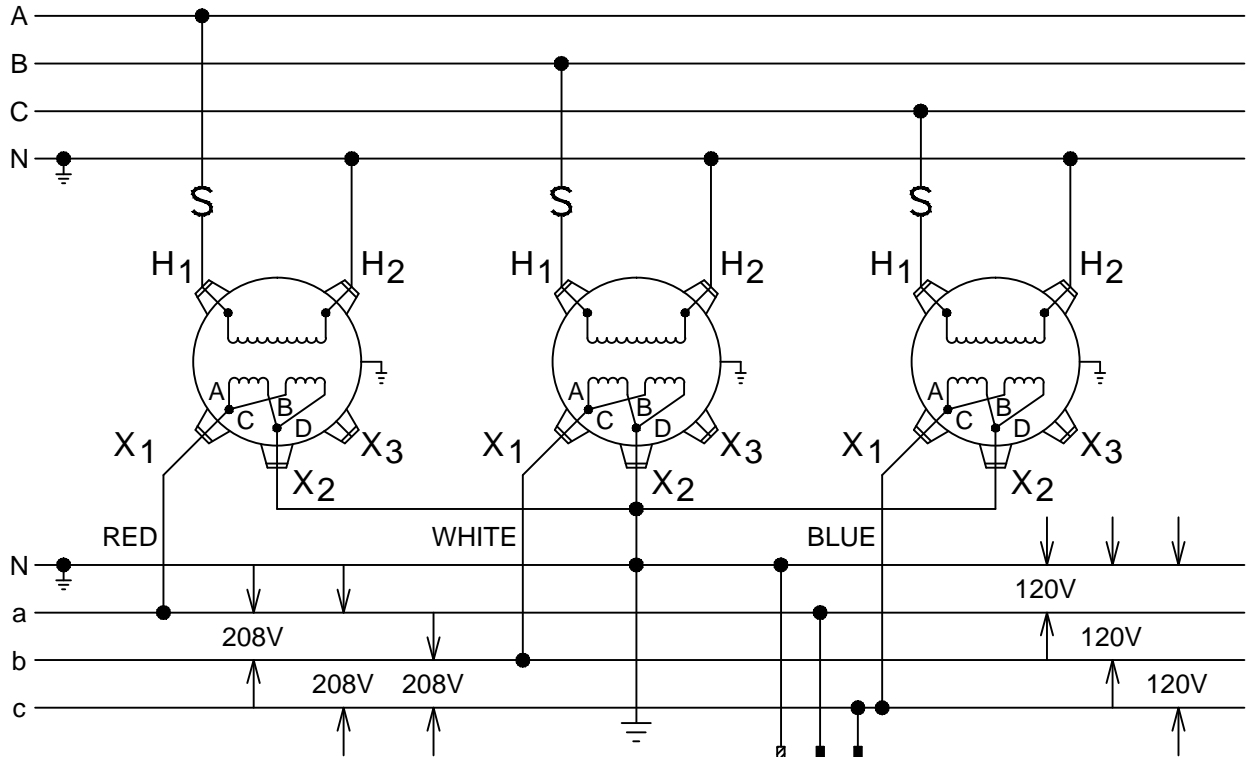 A
B
C
N
S S S
H1 H2 H1 H2 H1 H2
A B A B A B
C D C D C D
X1 X3 X1 X3 X1 X3
X2 X2 X2
RED WHITE BLUE
N
120V
a
208V 120V
b
208V 208V 120V
c